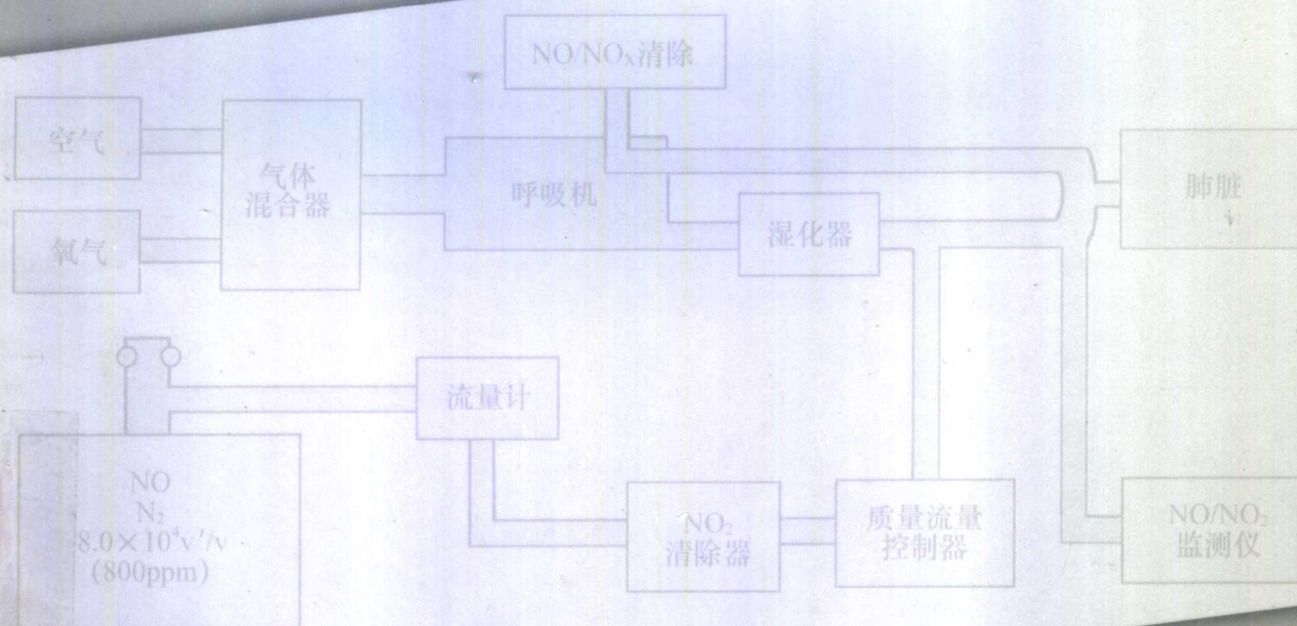 NO/NOX清除
空气
气体
混合器
呼吸机
肺脏
氧气
湿化器
流量计
NO
N₂
8.0×10⁴v'/v
(800ppm)
NO₂
清除器
质量流量
控制器
NO/NO₂
监测仪